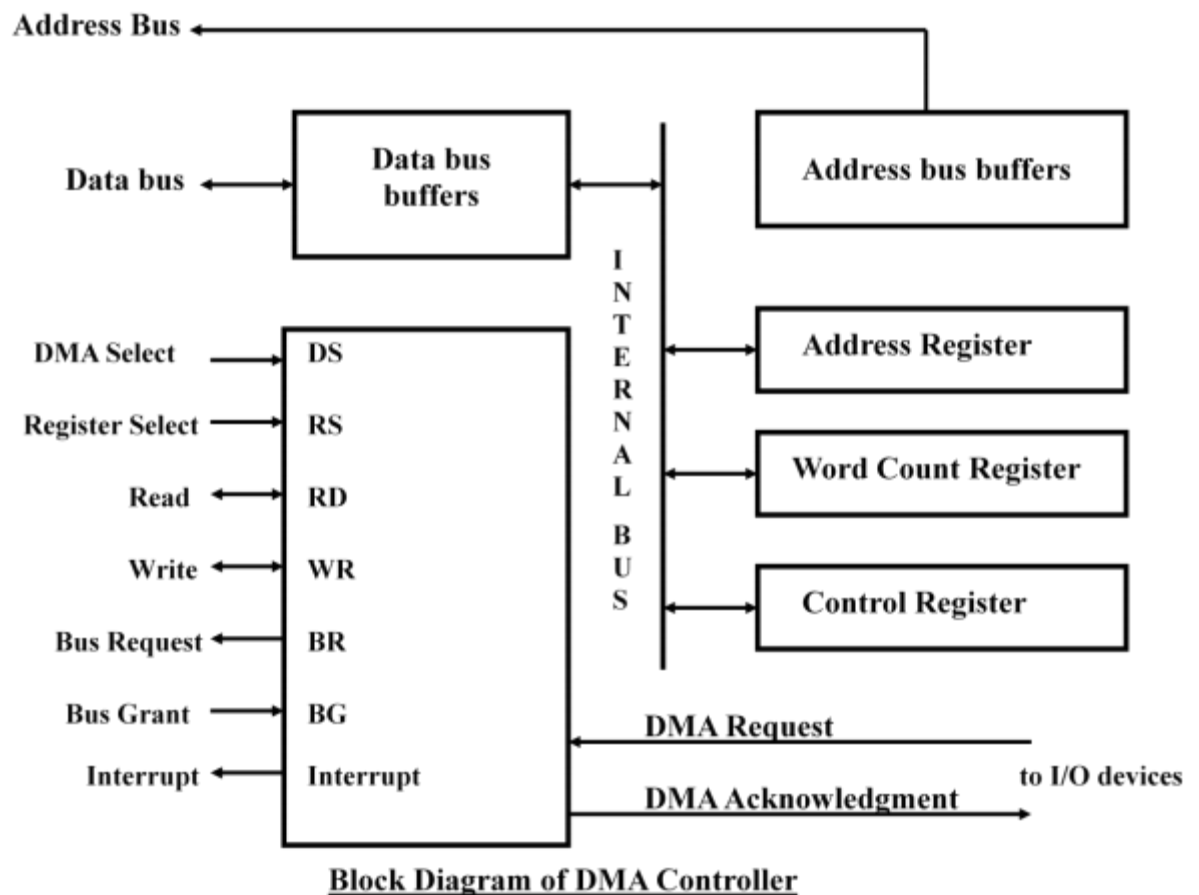 Address Bus
Data bus
buffers
Address bus buffers
Data bus
INTERNAL BUS
DMA Select
DS
Address Register
Register Select
RS
Word Count Register
Read
RD
Write
WR
Control Register
Bus Request
BR
Bus Grant
BG
DMA Request
Interrupt
Interrupt
to I/O devices
DMA Acknowledgment
Block Diagram of DMA Controller